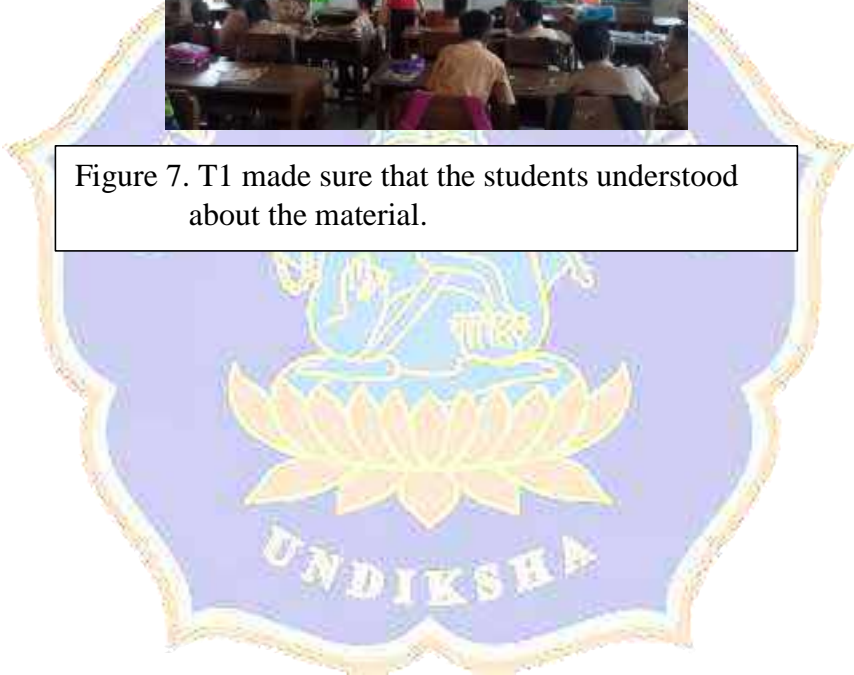 Figure 7. T1 made sure that the students understood
about the material.
UNDIKSHA